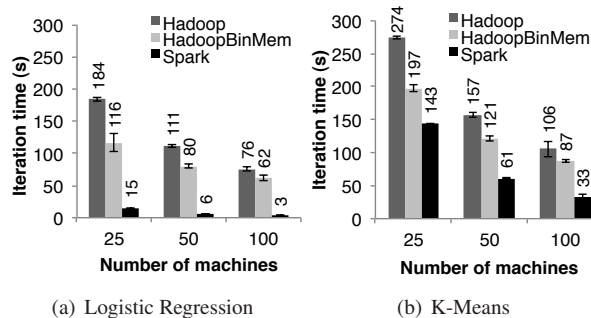 Iteration time (s)
300
250
200
150
100
50
0
Hadoop
HadoopBinMem
Spark
184
116
15
111
80
6
76
62
3
25 50 100
Number of machines
(a) Logistic Regression
Iteration time (s)
300
250
200
150
100
50
0
Hadoop
HadoopBinMem
Spark
274
197
143
157
121
61
106
87
33
25 50 100
Number of machines
(b) K-Means